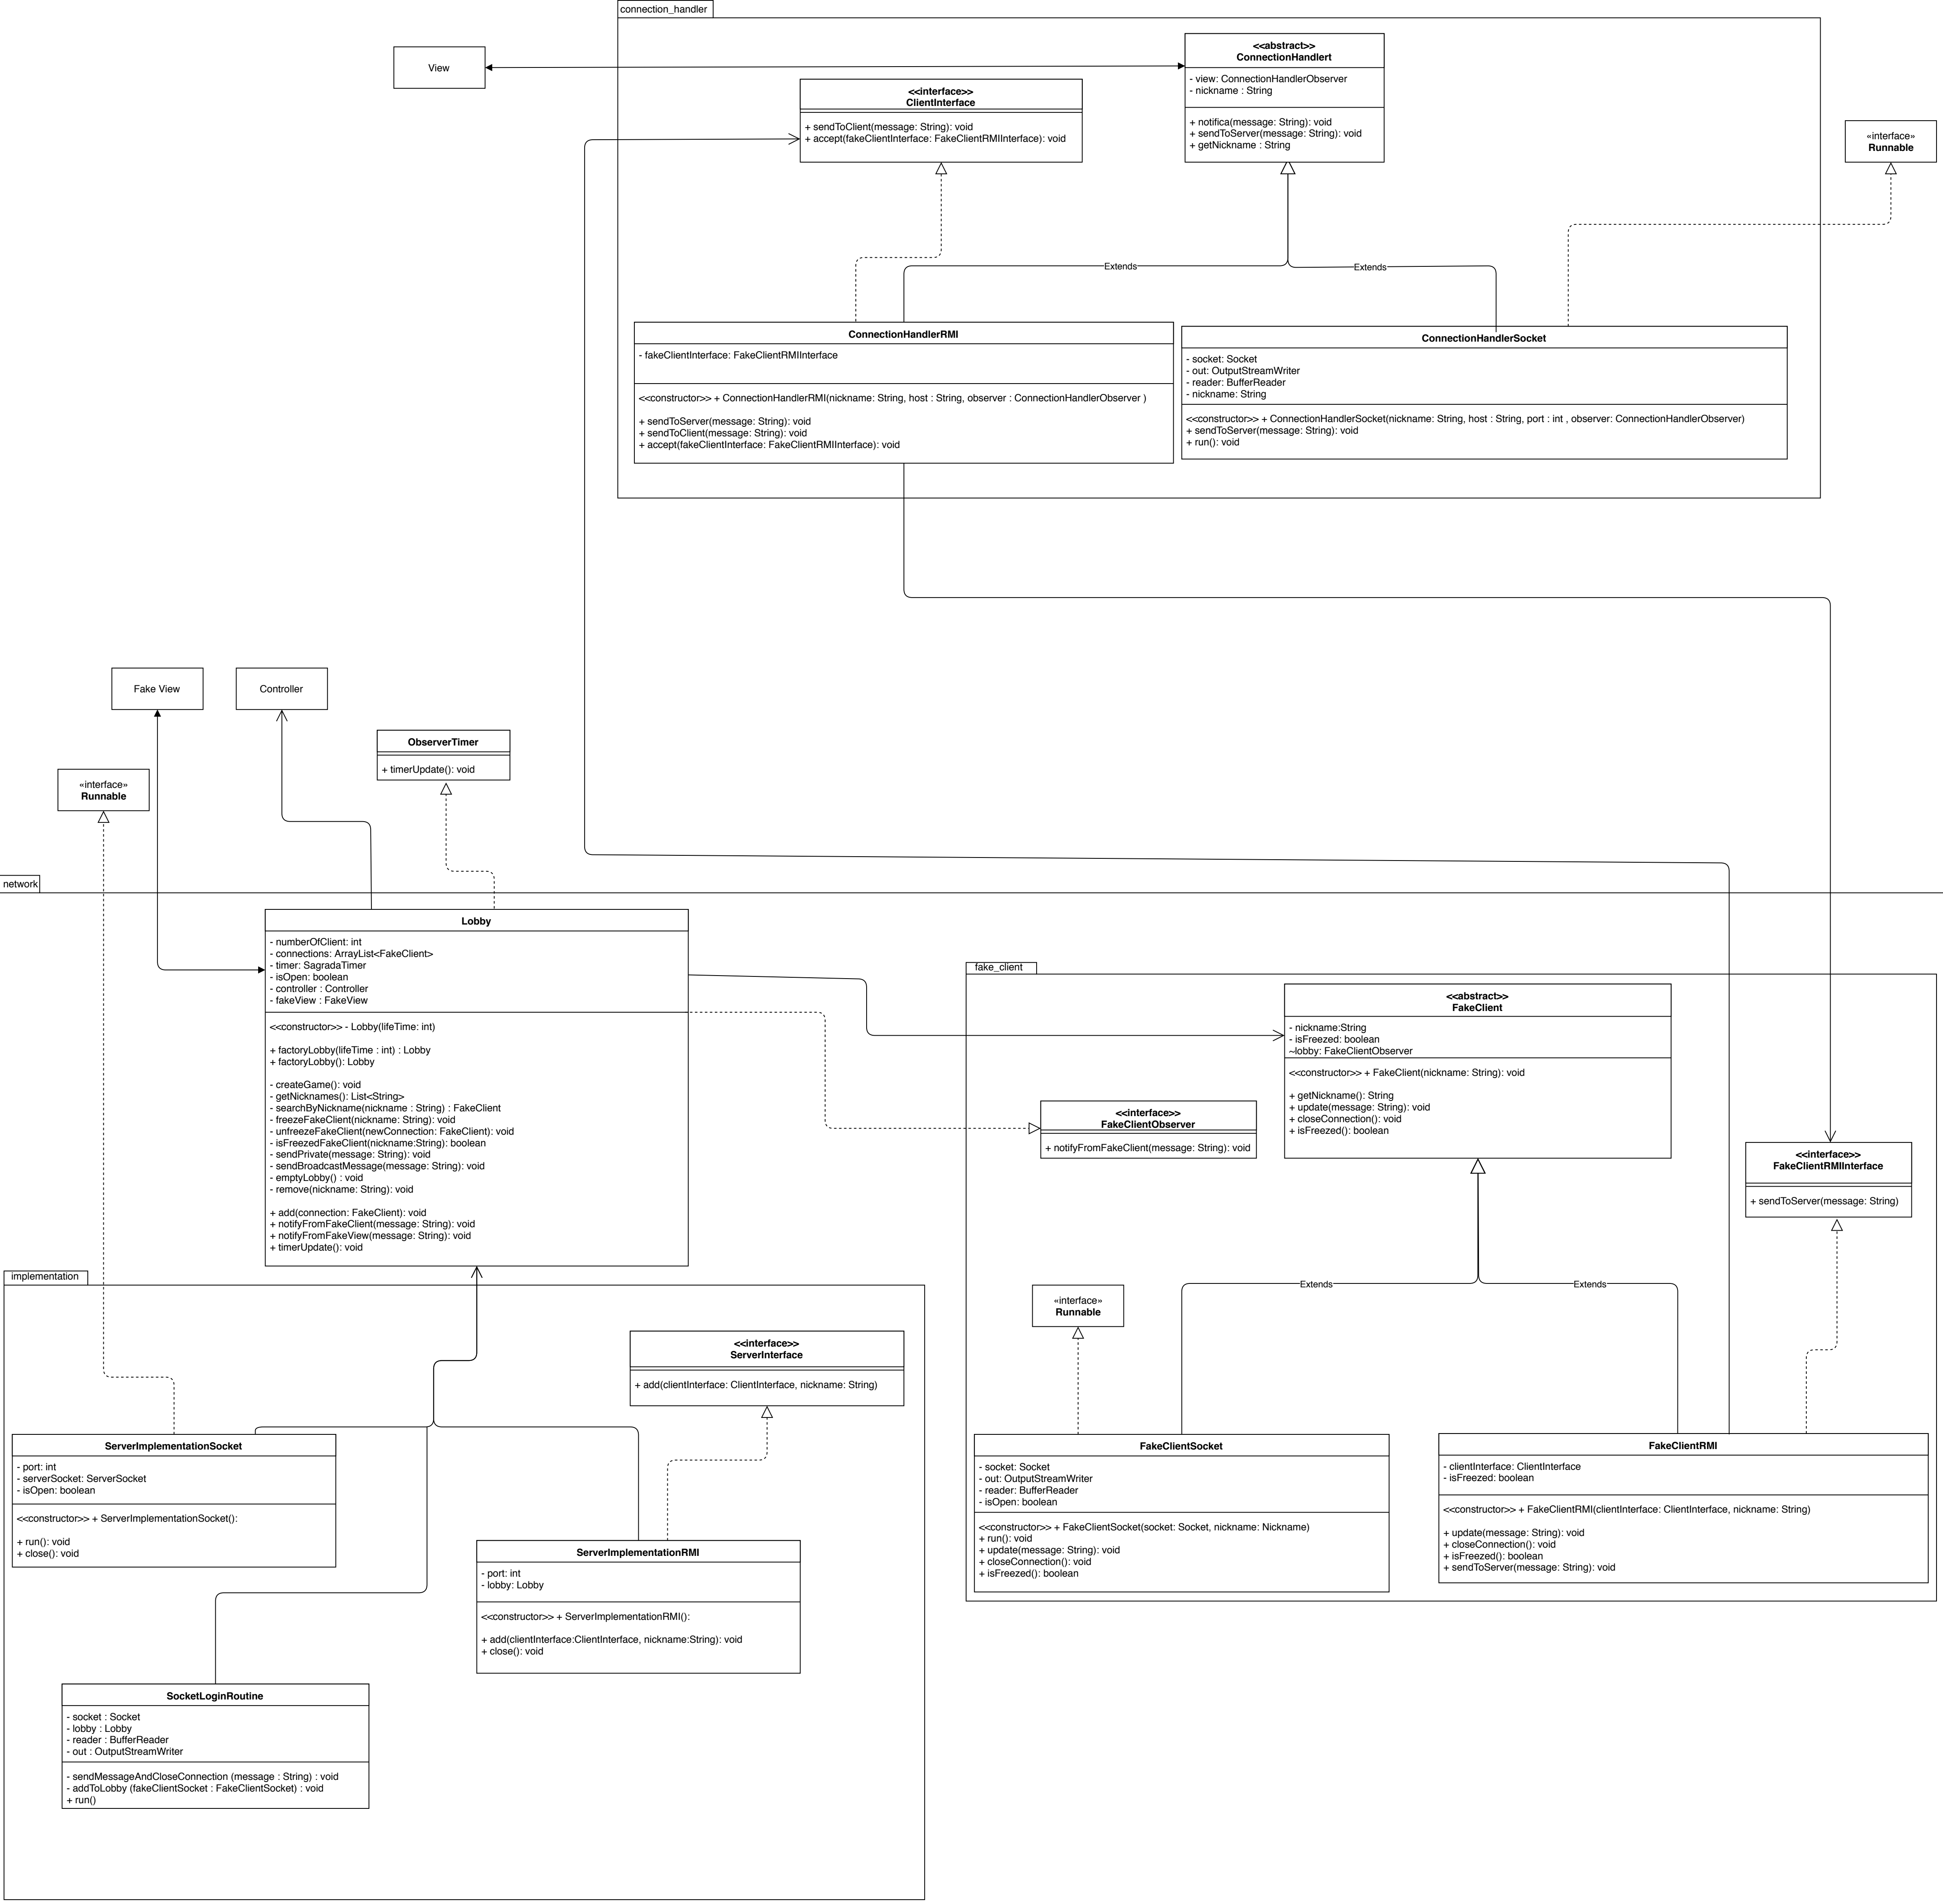 connection_handler
View
<<abstract>>
ConnectionHandlert
- view: ConnectionHandlerObserver
- nickname : String
+ notifica(message: String): void
+ sendToServer(message: String): void
+ getNickname : String
<<interface>>
ClientInterface
+ sendToClient(message: String): void
+ accept(fakeClientInterface: FakeClientRMIInterface): void
«interface»
Runnable
Extends
Extends
ConnectionHandlerRMI
- fakeClientInterface: FakeClientRMIInterface
<<constructor>> + ConnectionHandlerRMI(nickname: String, host : String, observer : ConnectionHandlerObserver )
+ sendToServer(message: String): void
+ sendToClient(message: String): void
+ accept(fakeClientInterface: FakeClientRMIInterface): void
ConnectionHandlerSocket
- socket: Socket
- out: OutputStreamWriter
- reader: BufferReader
- nickname: String
<<constructor>> + ConnectionHandlerSocket(nickname: String, host : String, port : int , observer: ConnectionHandlerObserver)
+ sendToServer(message: String): void
+ run(): void
Fake View
Controller
ObserverTimer
+ timerUpdate(): void
«interface»
Runnable
network
Lobby
- numberOfClient: int
- connections: ArrayList<FakeClient>
- timer: SagradaTimer
- isOpen: boolean
- controller : Controller
- fakeView : FakeView
<<constructor>> - Lobby(lifeTime: int)
+ factoryLobby(lifeTime : int) : Lobby
+ factoryLobby(): Lobby
- createGame(): void
- getNicknames(): List<String>
- searchByNickname(nickname : String) : FakeClient
- freezeFakeClient(nickname: String): void
- unfreezeFakeClient(newConnection: FakeClient): void
- isFreezedFakeClient(nickname:String): boolean
- sendPrivate(message: String): void
- sendBroadcastMessage(message: String): void
- emptyLobby() : void
- remove(nickname: String): void
+ add(connection: FakeClient): void
+ notifyFromFakeClient(message: String): void
+ notifyFromFakeView(message: String): void
+ timerUpdate(): void
fake_client
<<abstract>>
FakeClient
- nickname:String
- isFreezed: boolean
~lobby: FakeClientObserver
<<constructor>> + FakeClient(nickname: String): void
+ getNickname(): String
+ update(message: String): void
+ closeConnection(): void
+ isFreezed(): boolean
<<interface>>
FakeClientObserver
+ notifyFromFakeClient(message: String): void
<<interface>>
FakeClientRMIInterface
+ sendToServer(message: String)
Extends
Extends
«interface»
Runnable
FakeClientSocket
- socket: Socket
- out: OutputStreamWriter
- reader: BufferReader
- isOpen: boolean
<<constructor>> + FakeClientSocket(socket: Socket, nickname: Nickname)
+ run(): void
+ update(message: String): void
+ closeConnection(): void
+ isFreezed(): boolean
FakeClientRMI
- clientInterface: ClientInterface
- isFreezed: boolean
<<constructor>> + FakeClientRMI(clientInterface: ClientInterface, nickname: String)
+ update(message: String): void
+ closeConnection(): void
+ isFreezed(): boolean
+ sendToServer(message: String): void
implementation
<<interface>>
ServerInterface
+ add(clientInterface: ClientInterface, nickname: String)
ServerImplementationSocket
- port: int
- serverSocket: ServerSocket
- isOpen: boolean
<<constructor>> + ServerImplementationSocket():
+ run(): void
+ close(): void
ServerImplementationRMI
- port: int
- lobby: Lobby
<<constructor>> + ServerImplementationRMI():
+ add(clientInterface:ClientInterface, nickname:String): void
+ close(): void
SocketLoginRoutine
- socket : Socket
- lobby : Lobby
- reader : BufferReader
- out : OutputStreamWriter
- sendMessageAndCloseConnection (message : String) : void
- addToLobby (fakeClientSocket : FakeClientSocket) : void
+ run()